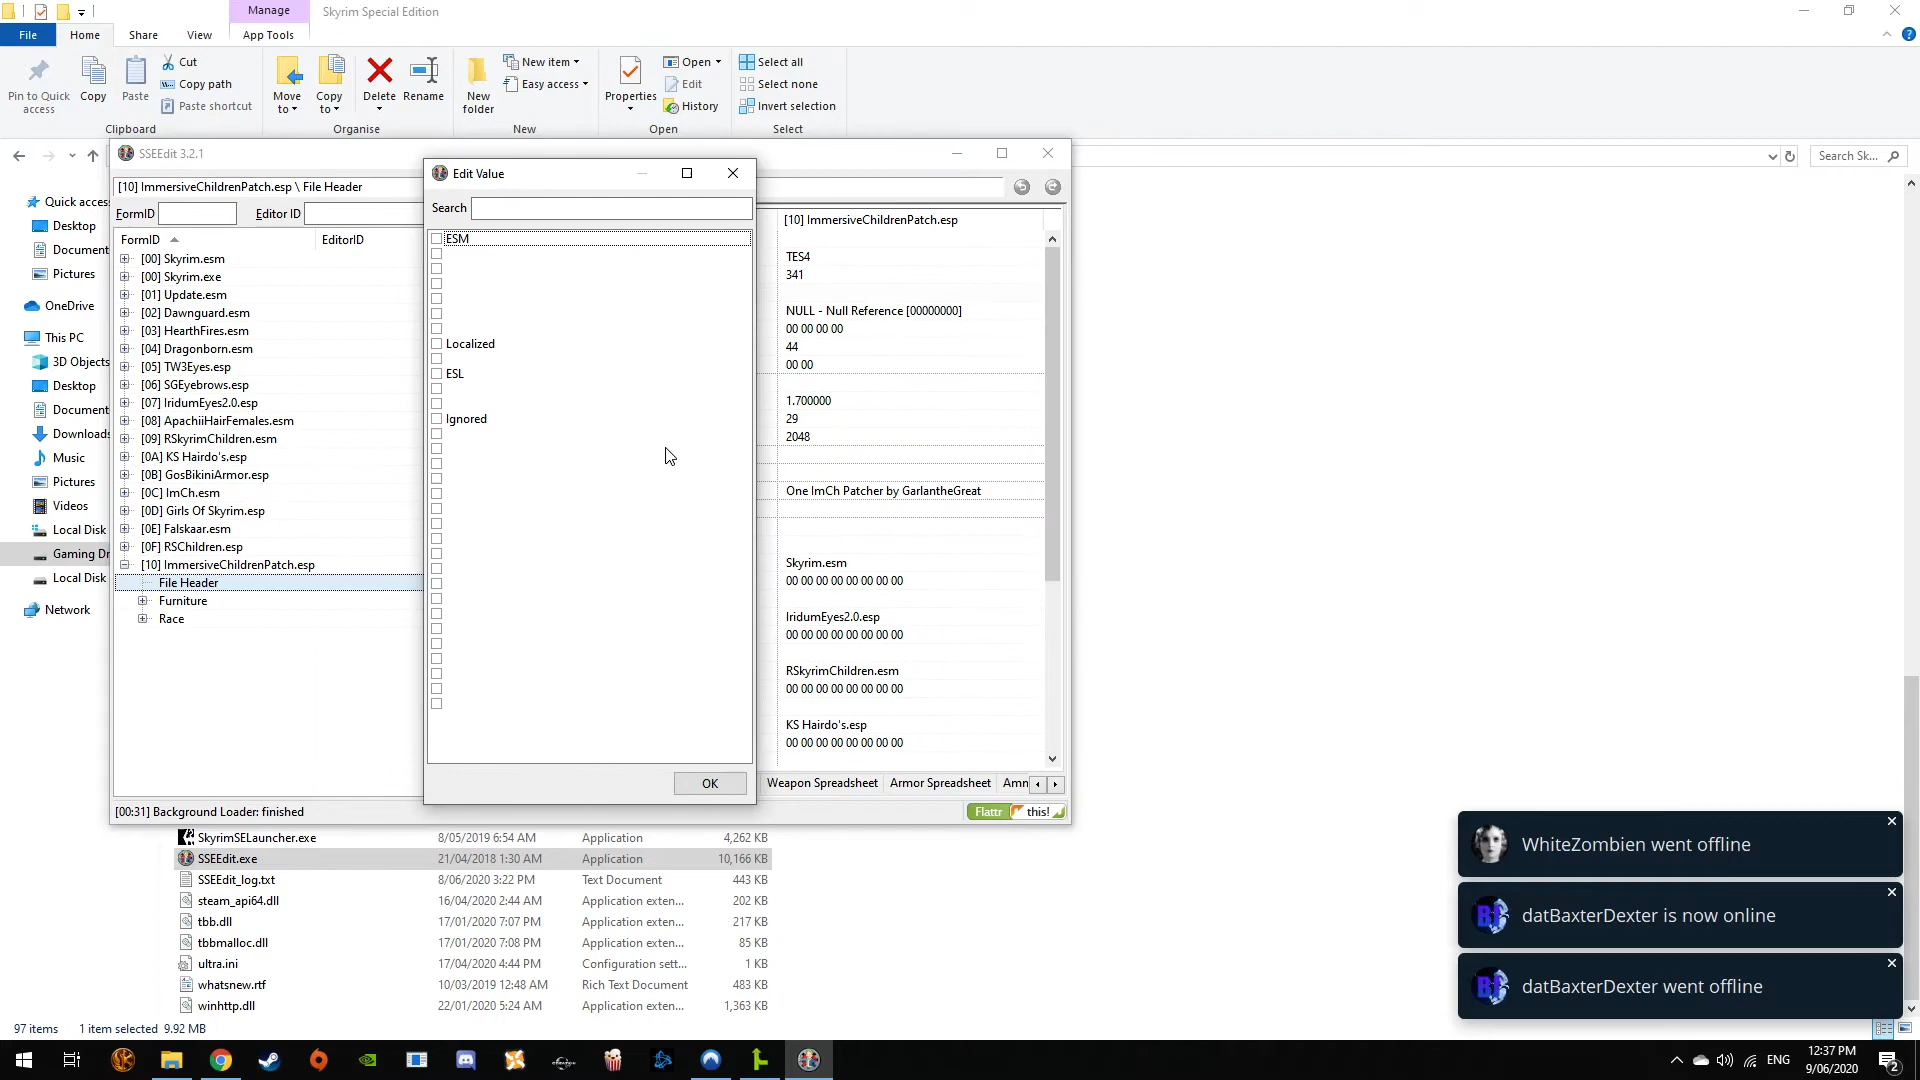 Manage
Skyrim Special Edition
File
Home
Share
View
App Tools
Pin to Quick access
Copy
Paste
Cut
Copy path
Paste shortcut
Clipboard
Move to
Copy to
Delete
Rename
Organise
New folder
New item
Easy access
New
Properties
Open
Edit
History
Open
Select all
Select none
Invert selection
Select
Search Sk...
Quick acces
Desktop
Document
Pictures
OneDrive
This PC
3D Objects
Desktop
Document
Downloads
Music
Pictures
Videos
Local Disk
Gaming Dr
Local Disk
Network
SSEEdit 3.2.1
[10] ImmersiveChildrenPatch.esp \ File Header
FormID
Editor ID
FormID
EditorID
[00] Skyrim.esm
[00] Skyrim.exe
[01] Update.esm
[02] Dawnguard.esm
[03] HearthFires.esm
[04] Dragonborn.esm
[05] TW3Eyes.esp
[06] SGEyebrows.esp
[07] IridumEyes2.0.esp
[08] ApachiiHairFemales.esm
[09] RSkyrimChildren.esm
[0A] KS Hairdo's.esp
[0B] GosBikiniArmor.esp
[0C] ImCh.esm
[0D] Girls Of Skyrim.esp
[0E] Falskaar.esm
[0F] RSChildren.esp
[10] ImmersiveChildrenPatch.esp
File Header
Furniture
Race
Edit Value
Search
ESM
Localized
ESL
Ignored
OK
[10] ImmersiveChildrenPatch.esp
TES4
341
NULL - Null Reference [00000000]
00 00 00 00
44
00 00
1.700000
29
2048
One ImCh Patcher by GarlantheGreat
Skyrim.esm
00 00 00 00 00 00 00 00
IridumEyes2.0.esp
00 00 00 00 00 00 00 00
RSkyrimChildren.esm
00 00 00 00 00 00 00 00
KS Hairdo's.esp
00 00 00 00 00 00 00 00
Weapon Spreadsheet
Armor Spreadsheet
Amn
[00:31] Background Loader: finished
Flattr this!
SkyrimSELauncher.exe 8/05/2019 6:54 AM Application 4,262 KB
SSEEdit.exe 21/04/2018 1:30 AM Application 10,166 KB
SSEEdit_log.txt 8/06/2020 3:22 PM Text Document 443 KB
steam_api64.dll 16/04/2020 2:44 AM Application exten... 202 KB
tbb.dll 17/01/2020 7:07 PM Application exten... 217 KB
tbbmalloc.dll 17/01/2020 7:08 PM Application exten... 85 KB
ultra.ini 17/04/2020 4:44 PM Configuration sett... 1 KB
whatsnew.rtf 10/03/2019 12:48 AM Rich Text Document 483 KB
winhttp.dll 22/01/2020 5:24 AM Application exten... 1,363 KB
97 items 1 item selected 9.92 MB
WhiteZombien went offline
datBaxterDexter is now online
datBaxterDexter went offline
ENG
12:37 PM
9/06/2020
2